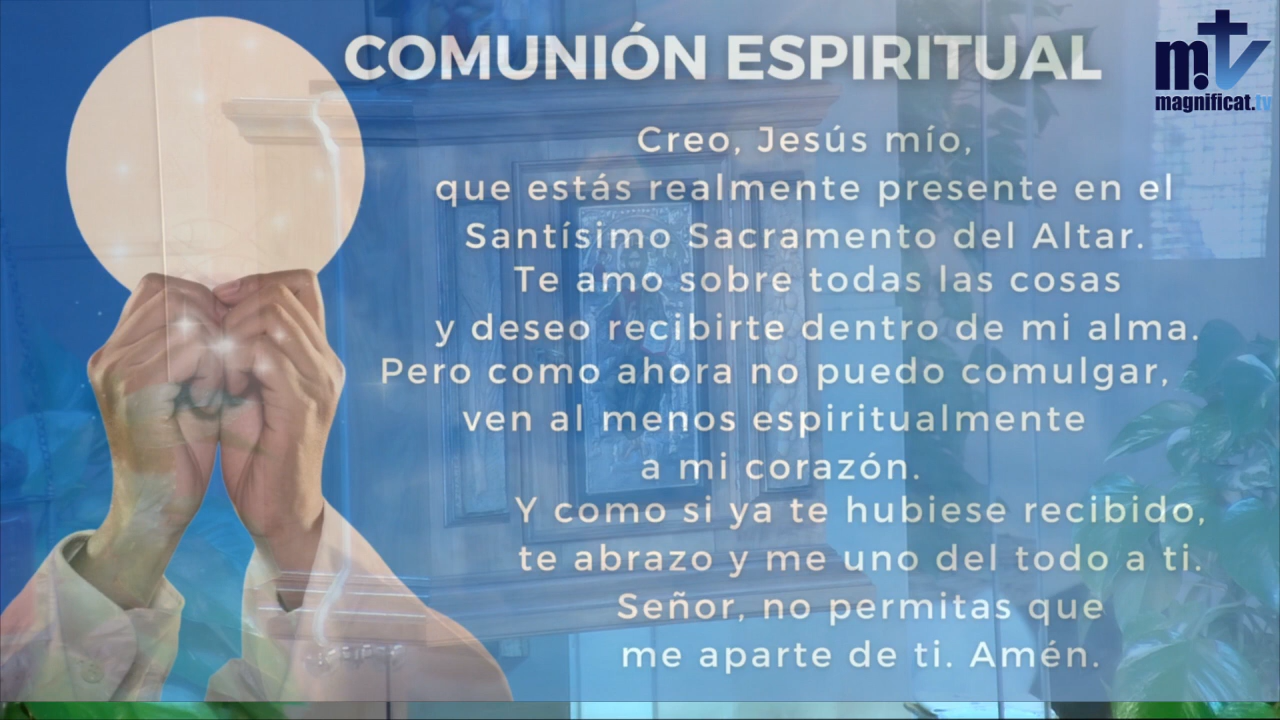 COMUNIÓN ESPIRITUAL
mtv
magnificat.tv
Creo, Jesús mío,
que estás realmente presente en el
Santísimo Sacramento del Altar.
Te amo sobre todas las cosas
y deseo recibirte dentro de mi alma.
Pero como ahora no puedo comulgar,
ven al menos espiritualmente
a mi corazón.
Y como si ya te hubiese recibido,
te abrazo y me uno del todo a ti.
Señor, no permitas que
me aparte de ti. Amén.